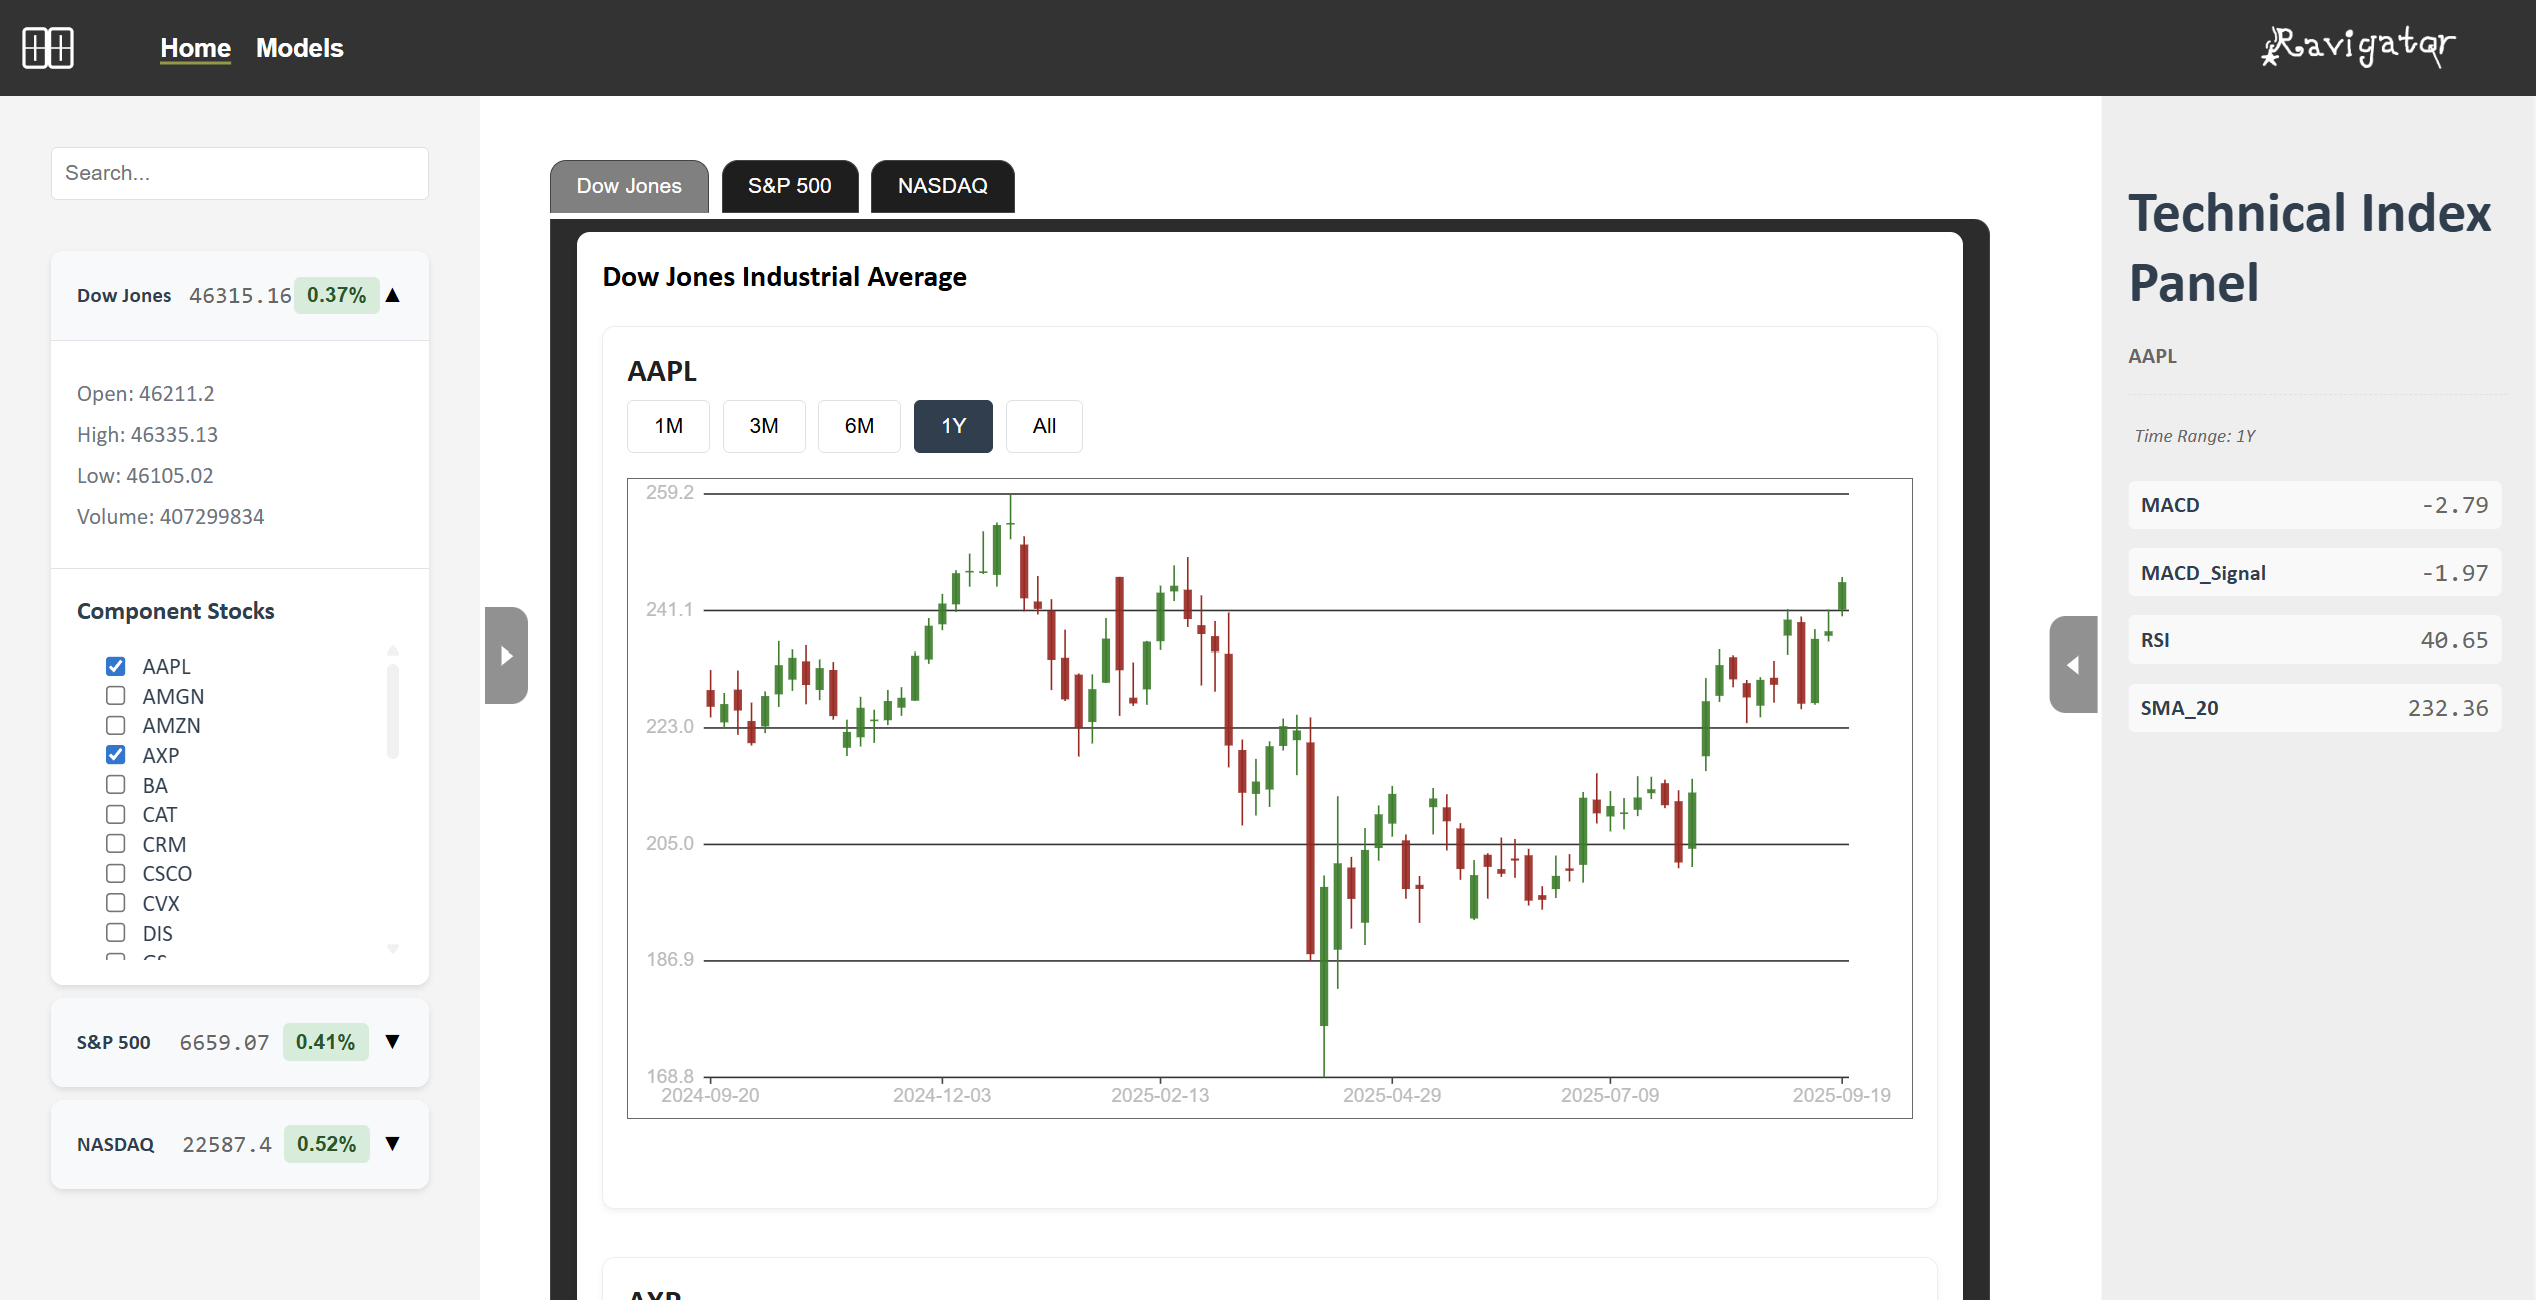 Home
Models
Ravigator
Search...
Dow Jones 46315.16 0.37% ▲
Open: 46211.2
High: 46335.13
Low: 46105.02
Volume: 407299834
Component Stocks
AAPL
AMGN
AMZN
AXP
BA
CAT
CRM
CSCO
CVX
DIS
S&P 500 6659.07 0.41% ▼
NASDAQ 22587.4 0.52% ▼
Dow Jones
S&P 500
NASDAQ
Dow Jones Industrial Average
AAPL
1M
3M
6M
1Y
All
259.2
241.1
223.0
205.0
186.9
168.8
2024-09-20
2024-12-03
2025-02-13
2025-04-29
2025-07-09
2025-09-19
AXP
Technical Index
Panel
AAPL
Time Range: 1Y
MACD -2.79
MACD_Signal -1.97
RSI 40.65
SMA_20 232.36